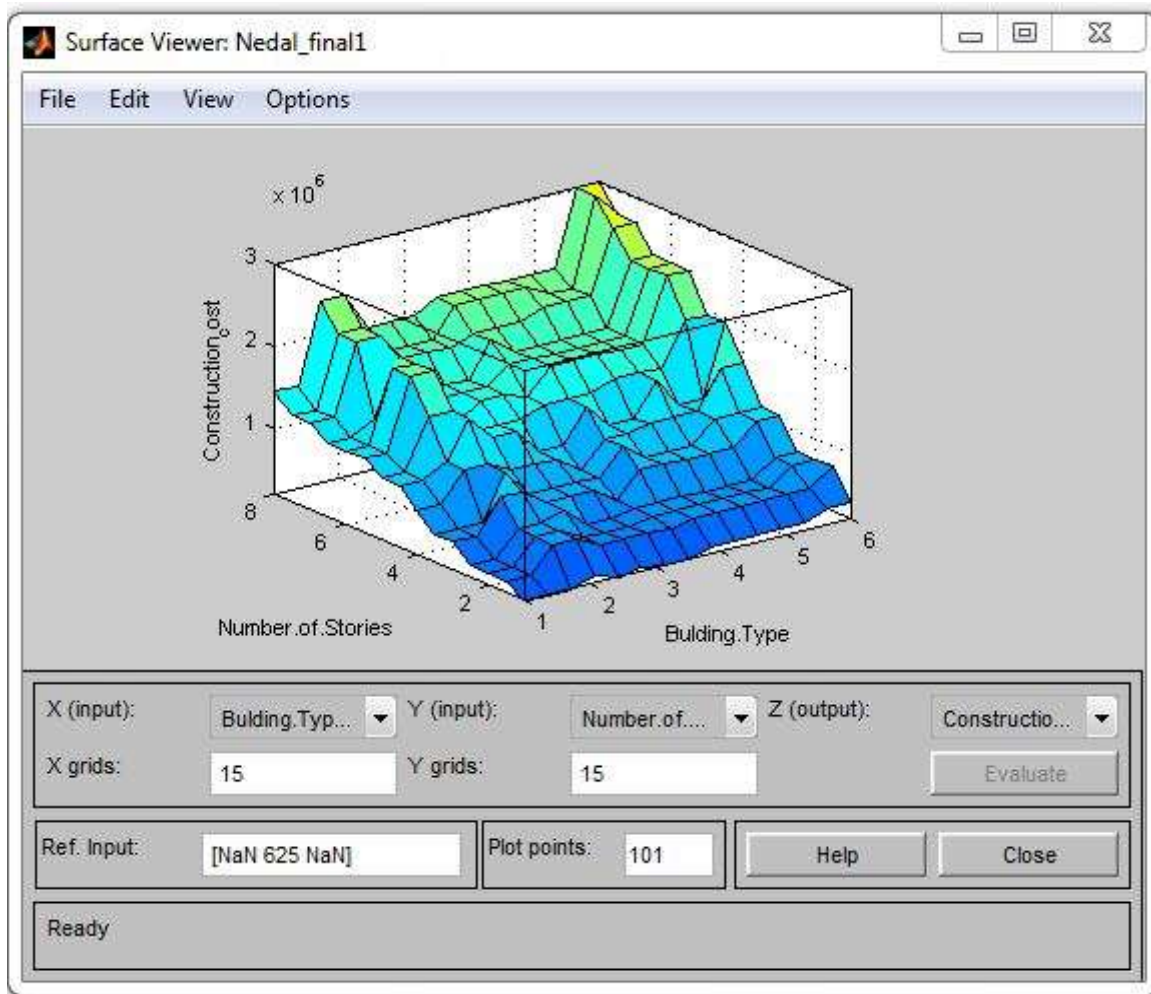 Surface Viewer: Nedal_final1
File Edit View Options
x 10^6
3
2
1
Construction_cost
8
6
4
2
Number.of.Stories
1
2
3
4
5
6
Bulding.Type
X (input): Bulding.Typ... Y (input): Number.of.... Z (output): Constructio...
X grids: 15 Y grids: 15 Evaluate
Ref. Input: [NaN 625 NaN] Plot points: 101 Help Close
Ready